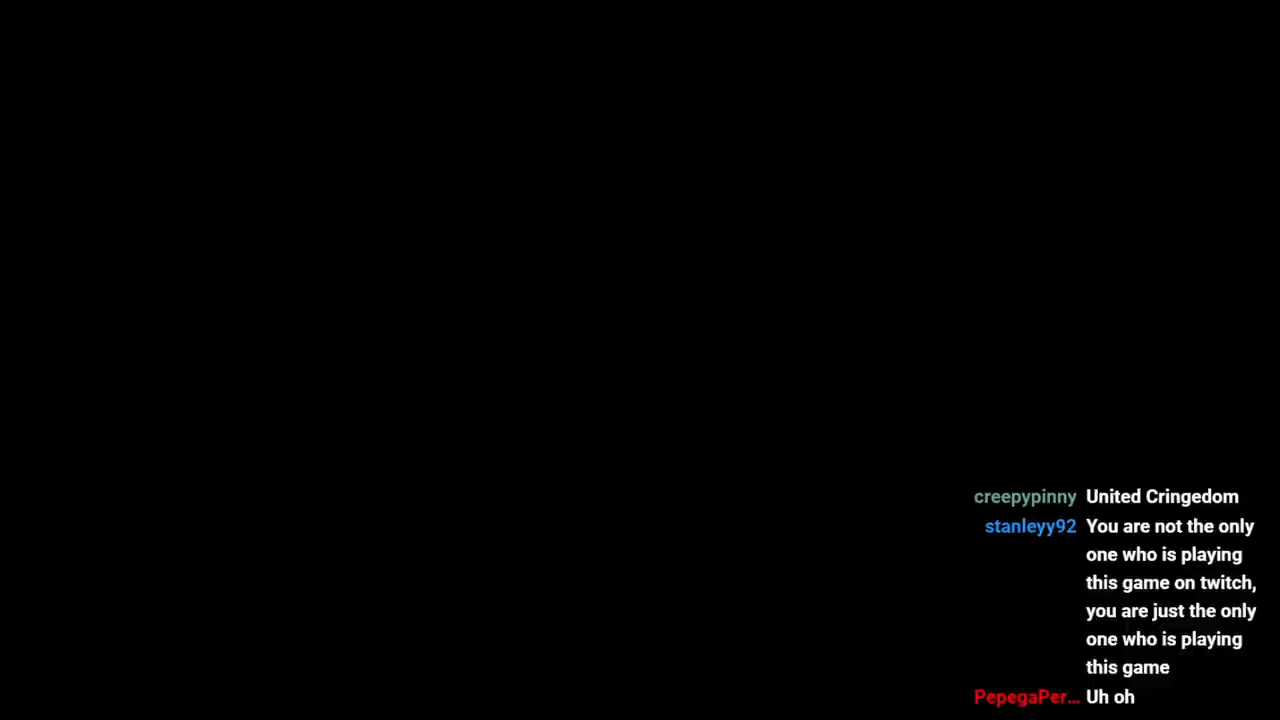 creepypinny United Cringedom
stanleyy92 You are not the only
one who is playing
this game on twitch,
you are just the only
one who is playing
this game
PepegaPer... Uh oh